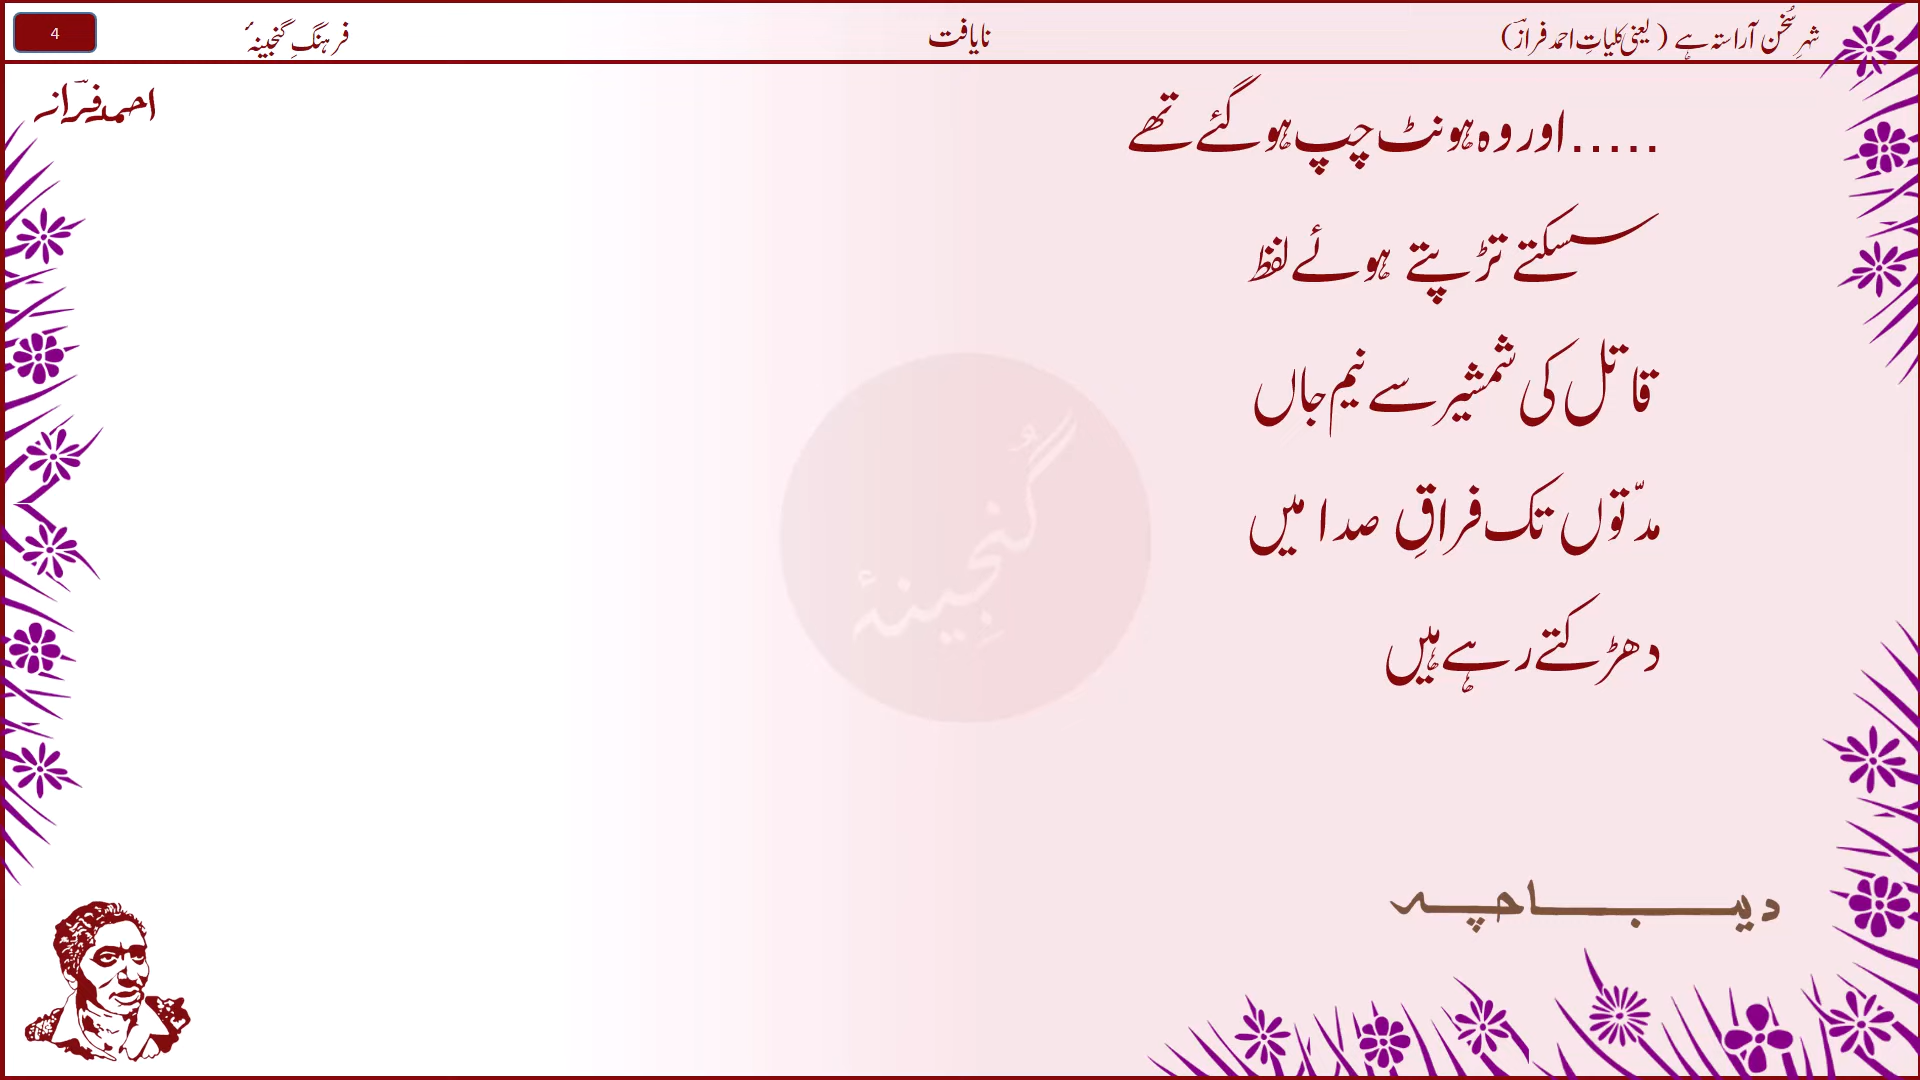 شہرِ سُخن آراستہ ہے ( یعنی کلیاتِ احمد فرازؔ )
نایافت
فرہنگِ گنجینۂ
4
احمد فرازؔ
..... اور وہ ہونٹ چپ ہو گئے تھے
سسکتے تڑپتے ہوئے لفظ
قاتل کی شمشیر سے نیم جاں
مدّتوں تک فراقِ صدا میں
دھڑکتے رہے ہیں
گنجینۂ
دیباچہ